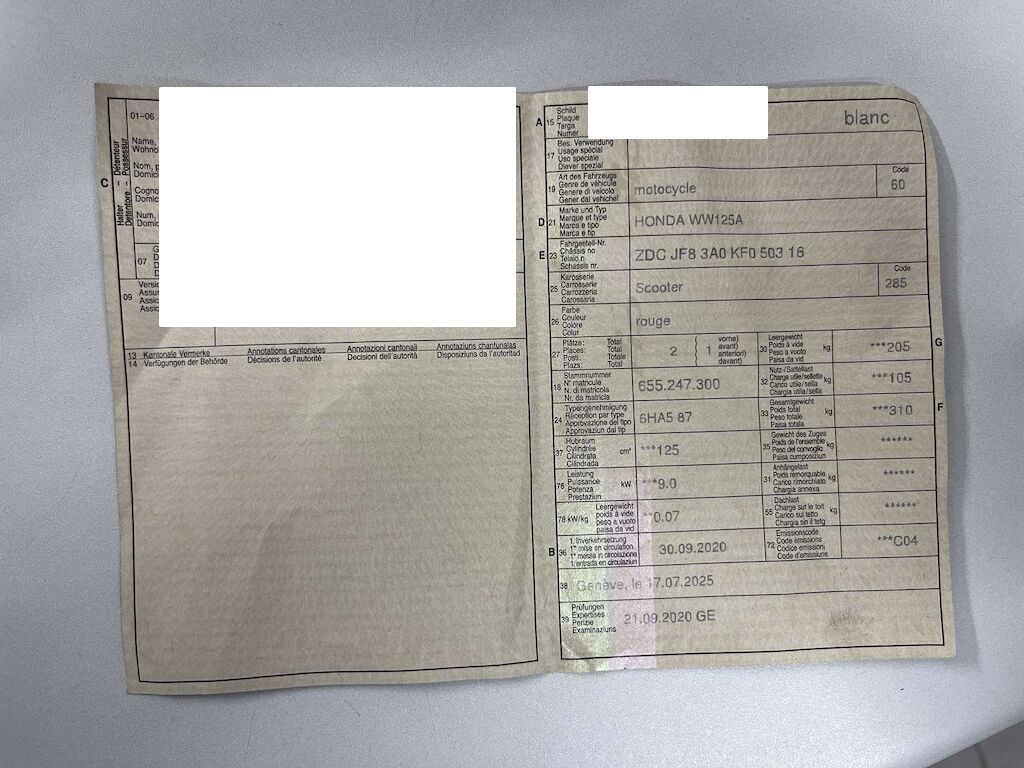 C
Halter - Détenteur
Detentore - Possessur
01-06
Name,
Wohno
Nom, p
Domic
Cogno
Domic
Num,
Domic
07
09
Versic
Assur
Assic
Assic
13 Kantonale Vermerke Annotations cantonales Annotazioni cantonali Annotaziuns chantunalas
14 Verfügungen der Behörde Décisions de l'autorité Decisioni dell'autorità Disposiziuns da l'autoritad
A 15 Schild
Plaque
Targa
Numer
blanc
17 Bes. Verwendung
Usage spécial
Uso speciale
Diever spezial
19 Art des Fahrzeugs
Genre de véhicule
Genere di veicolo
Gener dal vehichel
motocycle
Code
60
D 21 Marke und Typ
Marque et type
Marca e tipo
Marca e tip
HONDA WW125A
E 23 Fahrgestell-Nr.
Châssis no
Telaio n.
Schassis nr.
ZDC JF8 3A0 KF0 503 16
25 Karosserie
Carrosserie
Carrozzeria
Carossaria
Scooter
Code
285
26 Farbe
Couleur
Colore
Colur
rouge
27 Plätze: Total
Places: Total
Posti: Totale
Plazs: Total
2 1
vorne)
avant)
anteriori)
davant)
30 Leergewicht
Poids à vide
Peso a vuoto
Paisa da vid
kg
***205
G
18 Stammnummer
N° matricule
N. di matricola
Nr. da matricla
655.247.300
32 Nutz-/Sattellast
Charge utile/sellette
Carico utile/sella
Chargia utila/sella
kg
***105
24 Typengenehmigung
Réception par type
Approvazione del tipo
Approvaziun dal tip
6HA5 87
33 Gesamtgewicht
Poids total
Peso totale
Paisa totala
kg
***310
F
37 Hubraum
Cylindrée
Cilindrata
Cilindrada
cm³
***125
35 Gewicht des Zuges
Poids de l'ensemble
Peso del convoglio
Paisa cumposiziun
kg
******
76 Leistung
Puissance
Potenza
Prestaziun
kW
***9.0
31 Anhängelast
Poids remorquable
Carico rimorchiato
Chargia annexa
kg
******
78 kW/kg Leergewicht
poids à vide
peso a vuoto
paisa da vid
**0.07
55 Dachlast
Charge sur le toit
Carico sul tetto
Chargia sin il tetg
kg
******
B 36 1. Inverkehrsetzung
1re mise en circulation
1a messa in circolazione
1. entrada en circulaziun
30.09.2020
72 Emissionscode
Code émissions
Codice emissioni
Code d'emissiuns
***C04
38 Genève, le 17.07.2025
39 Prüfungen
Expertises
Perizie
Examinaziuns
21.09.2020 GE